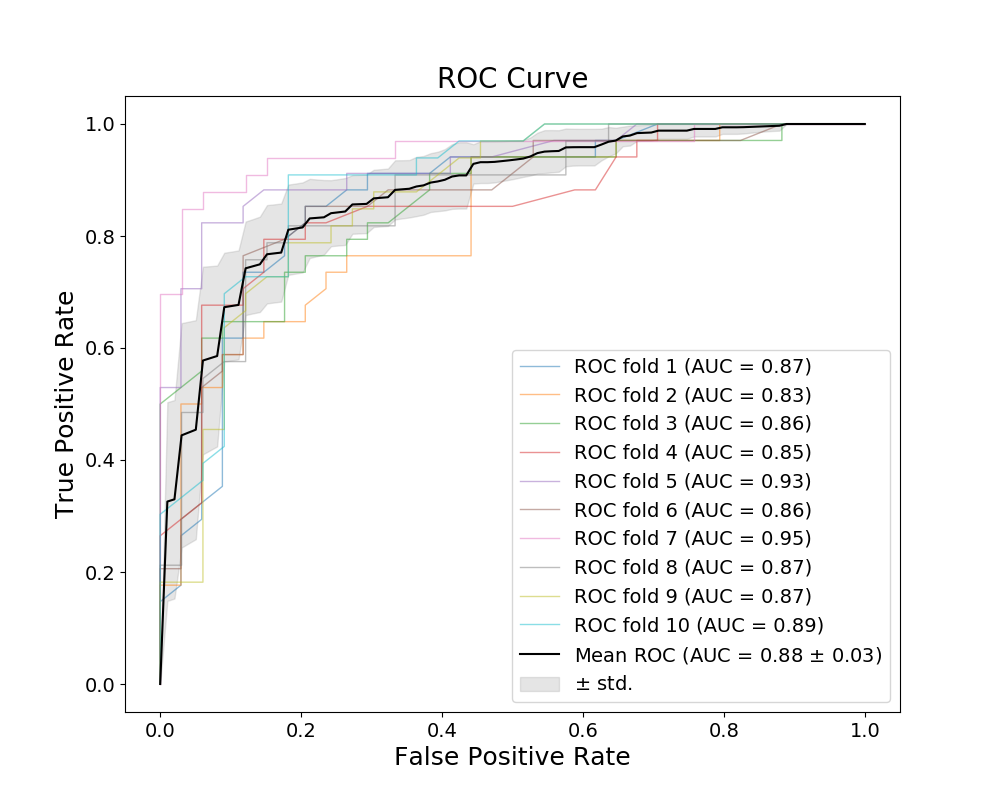 ROC Curve
True Positive Rate
1.0
0.8
0.6
0.4
0.2
0.0
ROC fold 1 (AUC = 0.87)
ROC fold 2 (AUC = 0.83)
ROC fold 3 (AUC = 0.86)
ROC fold 4 (AUC = 0.85)
ROC fold 5 (AUC = 0.93)
ROC fold 6 (AUC = 0.86)
ROC fold 7 (AUC = 0.95)
ROC fold 8 (AUC = 0.87)
ROC fold 9 (AUC = 0.87)
ROC fold 10 (AUC = 0.89)
Mean ROC (AUC = 0.88 ± 0.03)
± std.
0.0 0.2 0.4 0.6 0.8 1.0
False Positive Rate